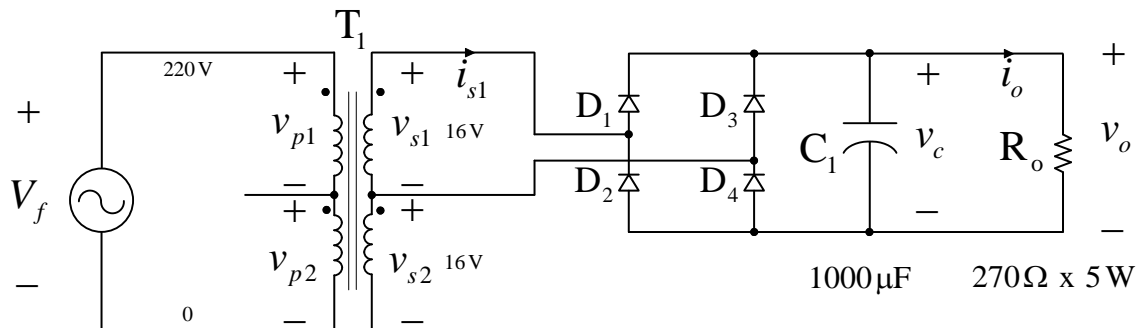 T1
220V
+ + is1 + io +
+ vp1 vs1 16V D1 D3 C1 vc Ro vo
Vf − − D2 D4
+ + − −
− vp2 vs2 16V 1000μF 270Ω x 5W
0
− −